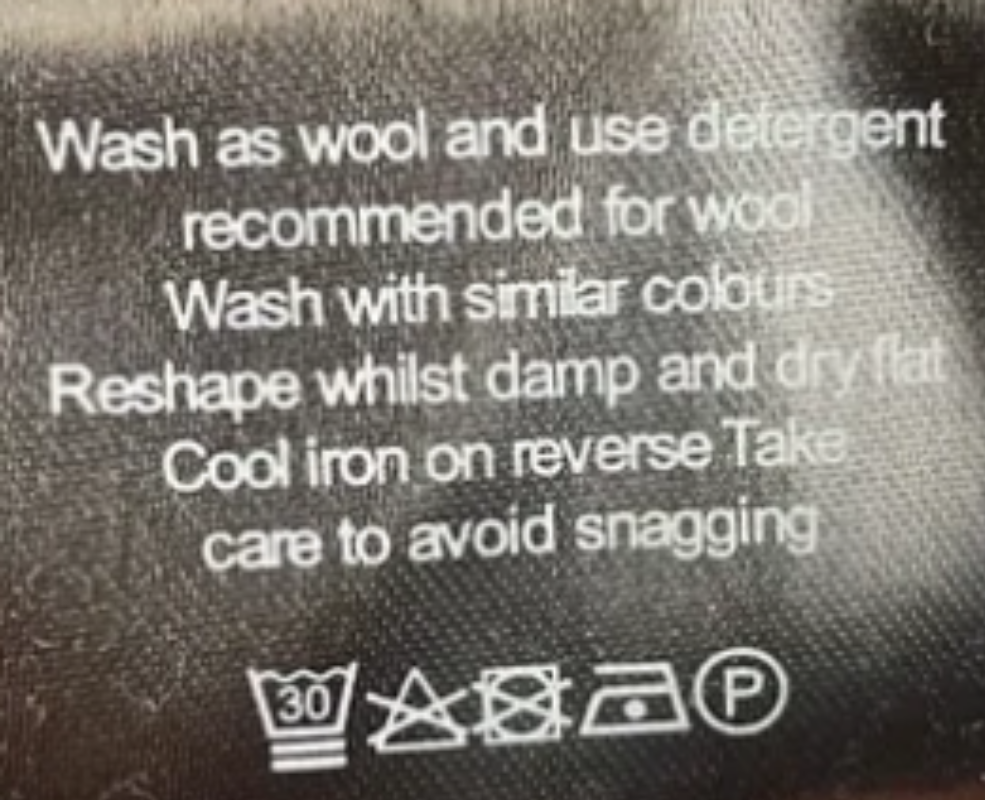 Wash as wool and use detergent
recommended for wool
Wash with similar colours
Reshape whilst damp and dry flat
Cool iron on reverse Take
care to avoid snagging
30 P